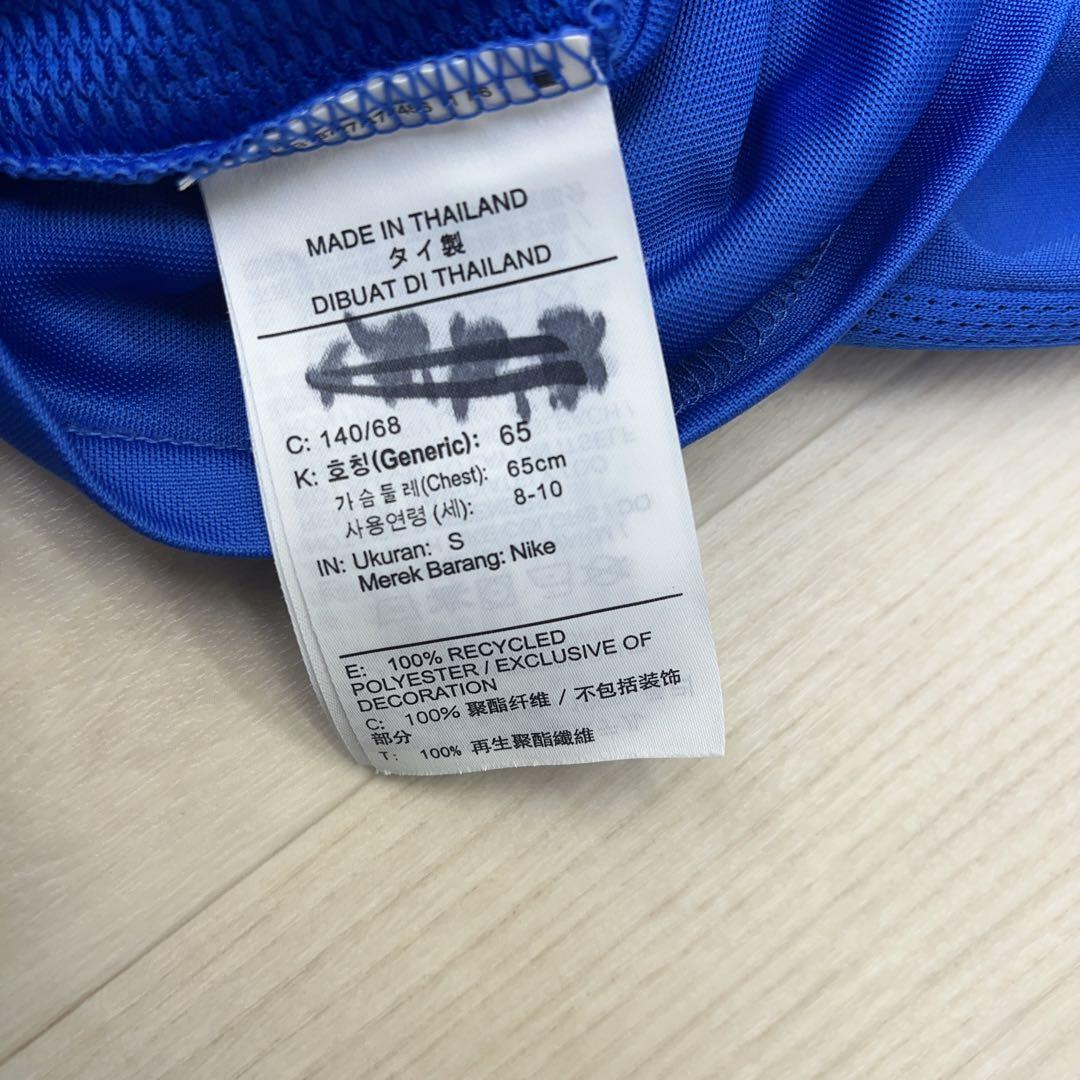 MADE IN THAILAND
タイ製
DIBUAT DI THAILAND
C: 140/68
K: 호칭(Generic): 65
가슴둘레(Chest): 65cm
사용연령 (세): 8-10
IN: Ukuran: S
Merek Barang: Nike
E: 100% RECYCLED
POLYESTER / EXCLUSIVE OF
DECORATION
C: 100% 聚酯纤维 / 不包括装饰
部分
T: 100% 再生聚酯纖維